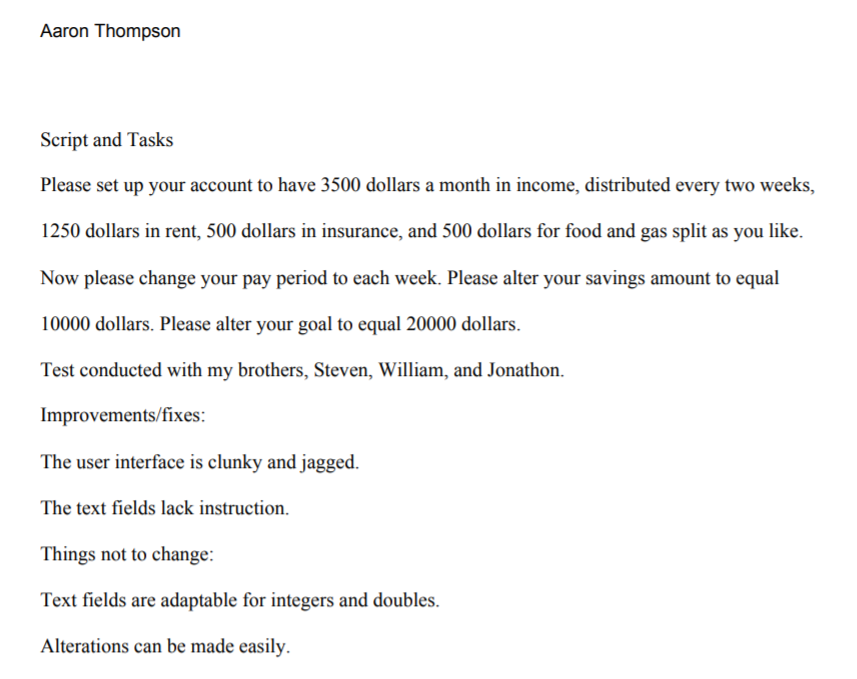 Aaron Thompson
Script and Tasks
Please set up your account to have 3500 dollars a month in income, distributed every two weeks,
1250 dollars in rent, 500 dollars in insurance, and 500 dollars for food and gas split as you like.
Now please change your pay period to each week. Please alter your savings amount to equal
10000 dollars. Please alter your goal to equal 20000 dollars.
Test conducted with my brothers, Steven, William, and Jonathon.
Improvements/fixes:
The user interface is clunky and jagged.
The text fields lack instruction.
Things not to change:
Text fields are adaptable for integers and doubles.
Alterations can be made easily.